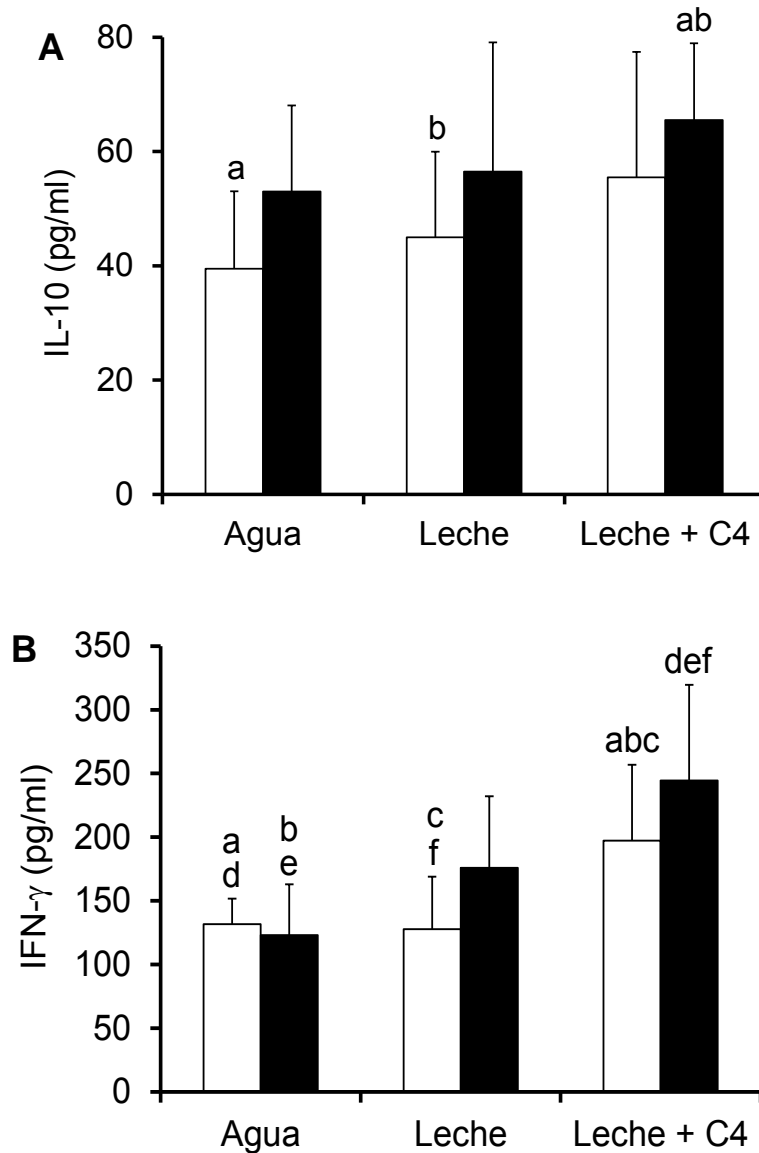 A
IL-10 (pg/ml)
80
60
40
20
0
a
b
ab
Agua
Leche
Leche + C4
B
IFN-γ (pg/ml)
350
300
250
200
150
100
50
0
a
d
b
e
c
f
abc
def
Agua
Leche
Leche + C4